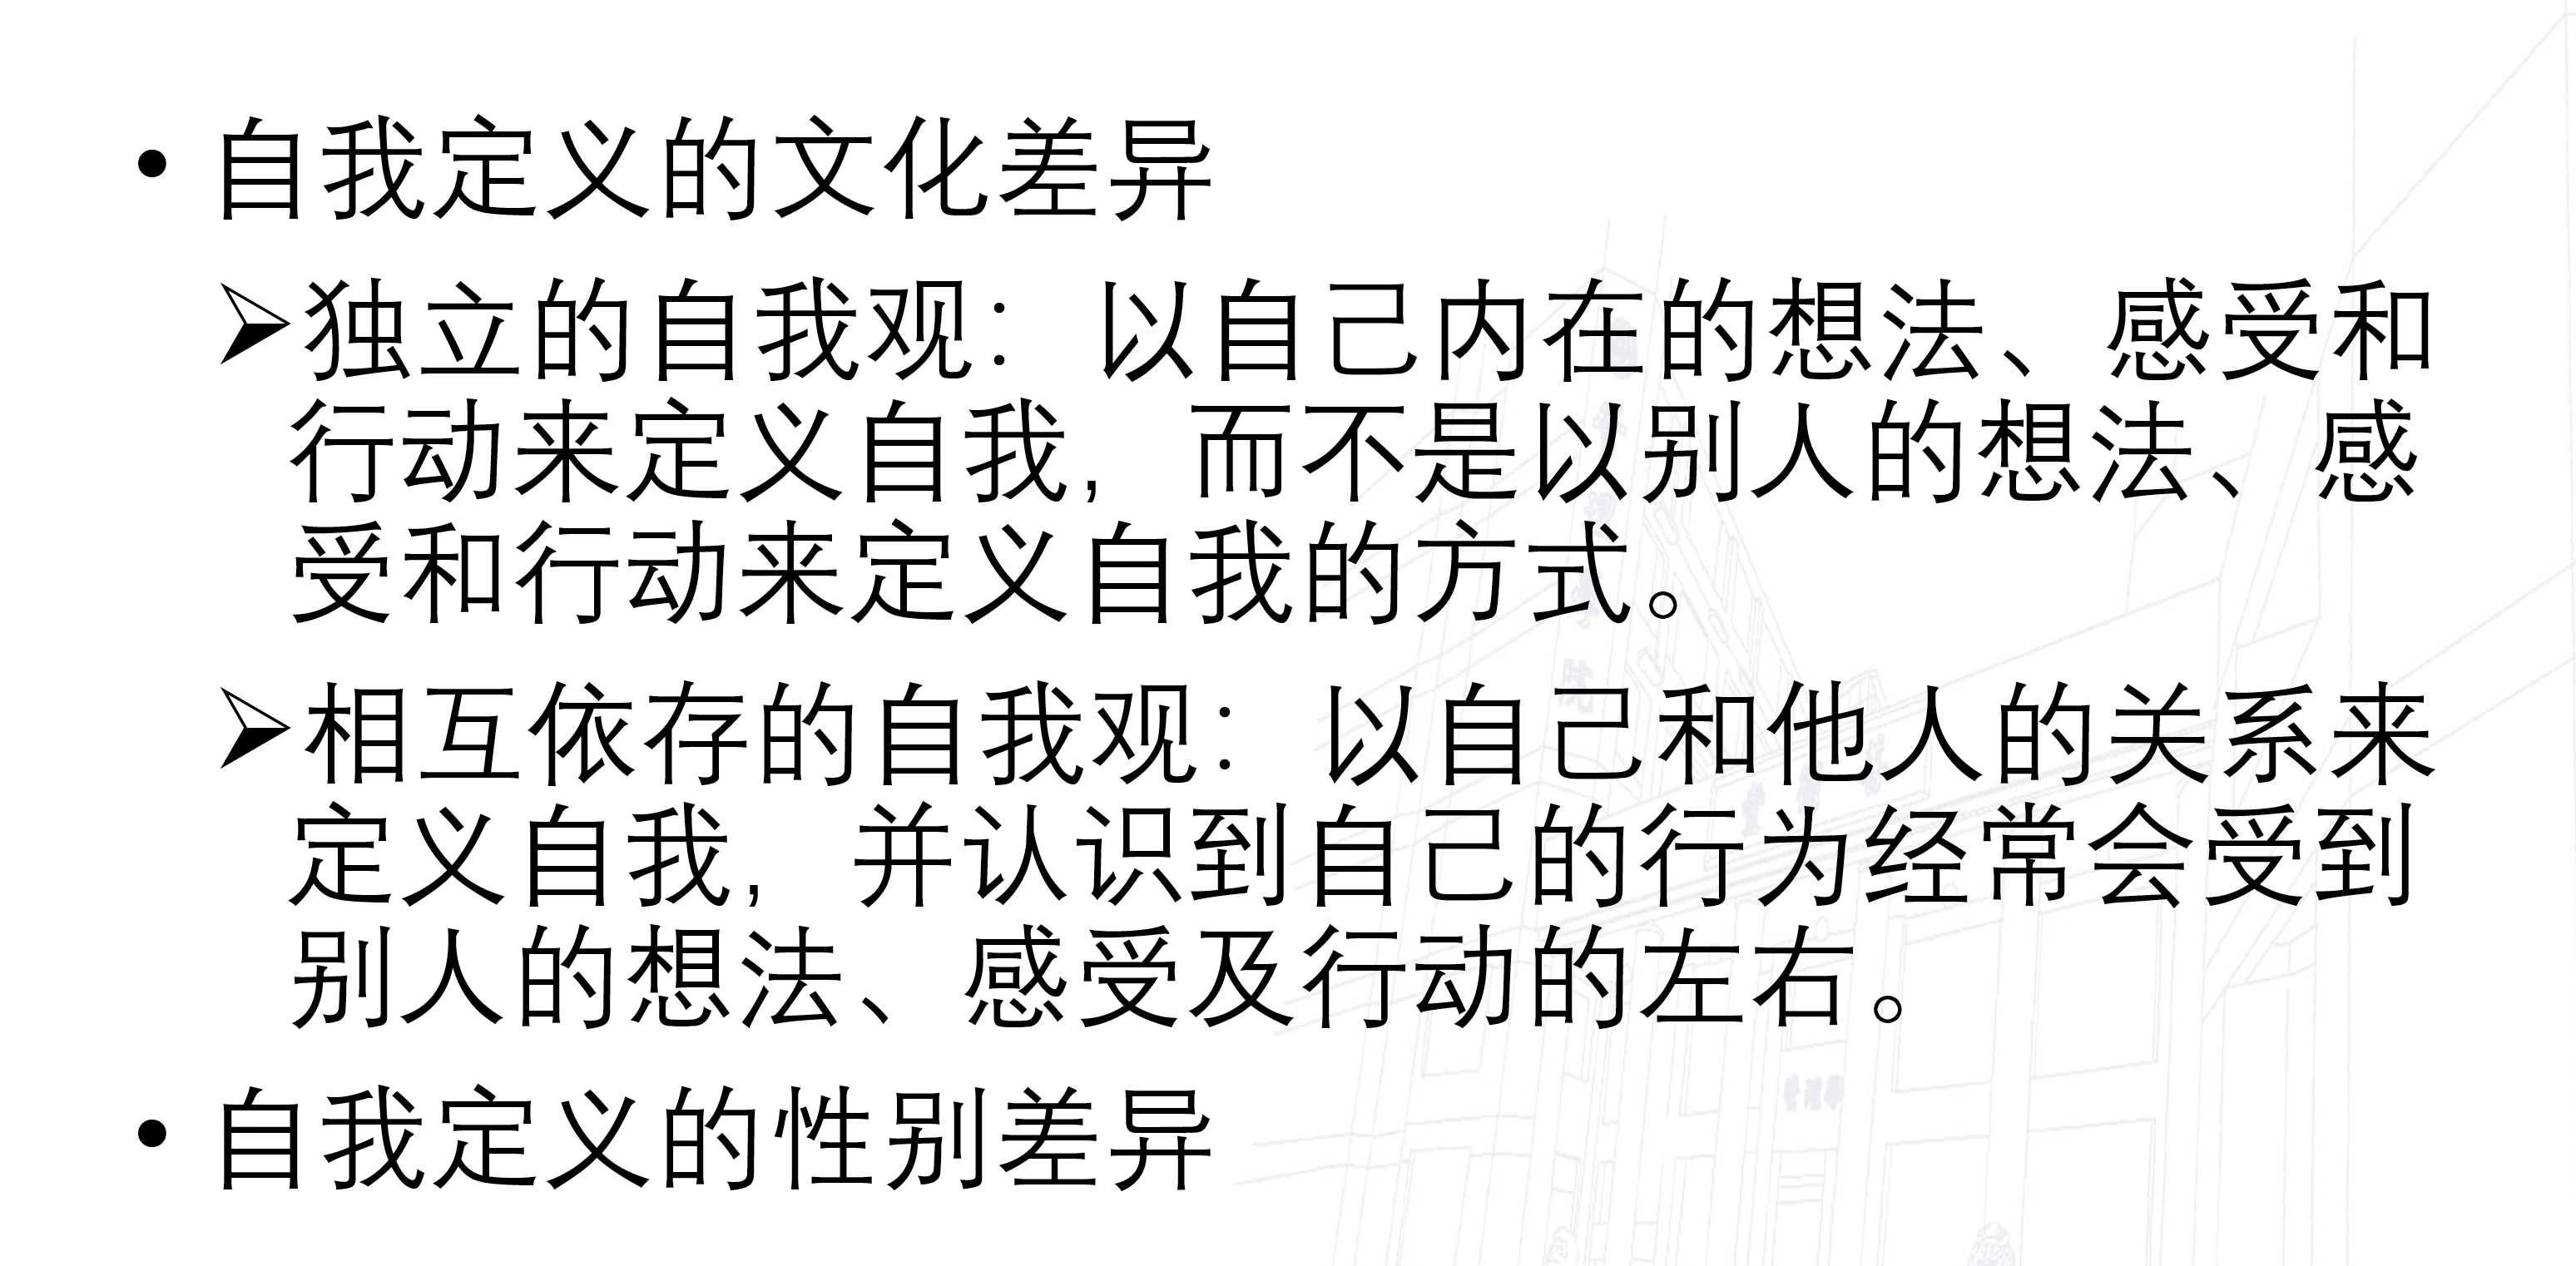 • 自我定义的文化差异
➢独立的自我观：以自己内在的想法、感受和
行动来定义自我，而不是以别人的想法、感
受和行动来定义自我的方式。
➢相互依存的自我观：以自己和他人的关系来
定义自我，并认识到自己的行为经常会受到
别人的想法、感受及行动的左右。
• 自我定义的性别差异